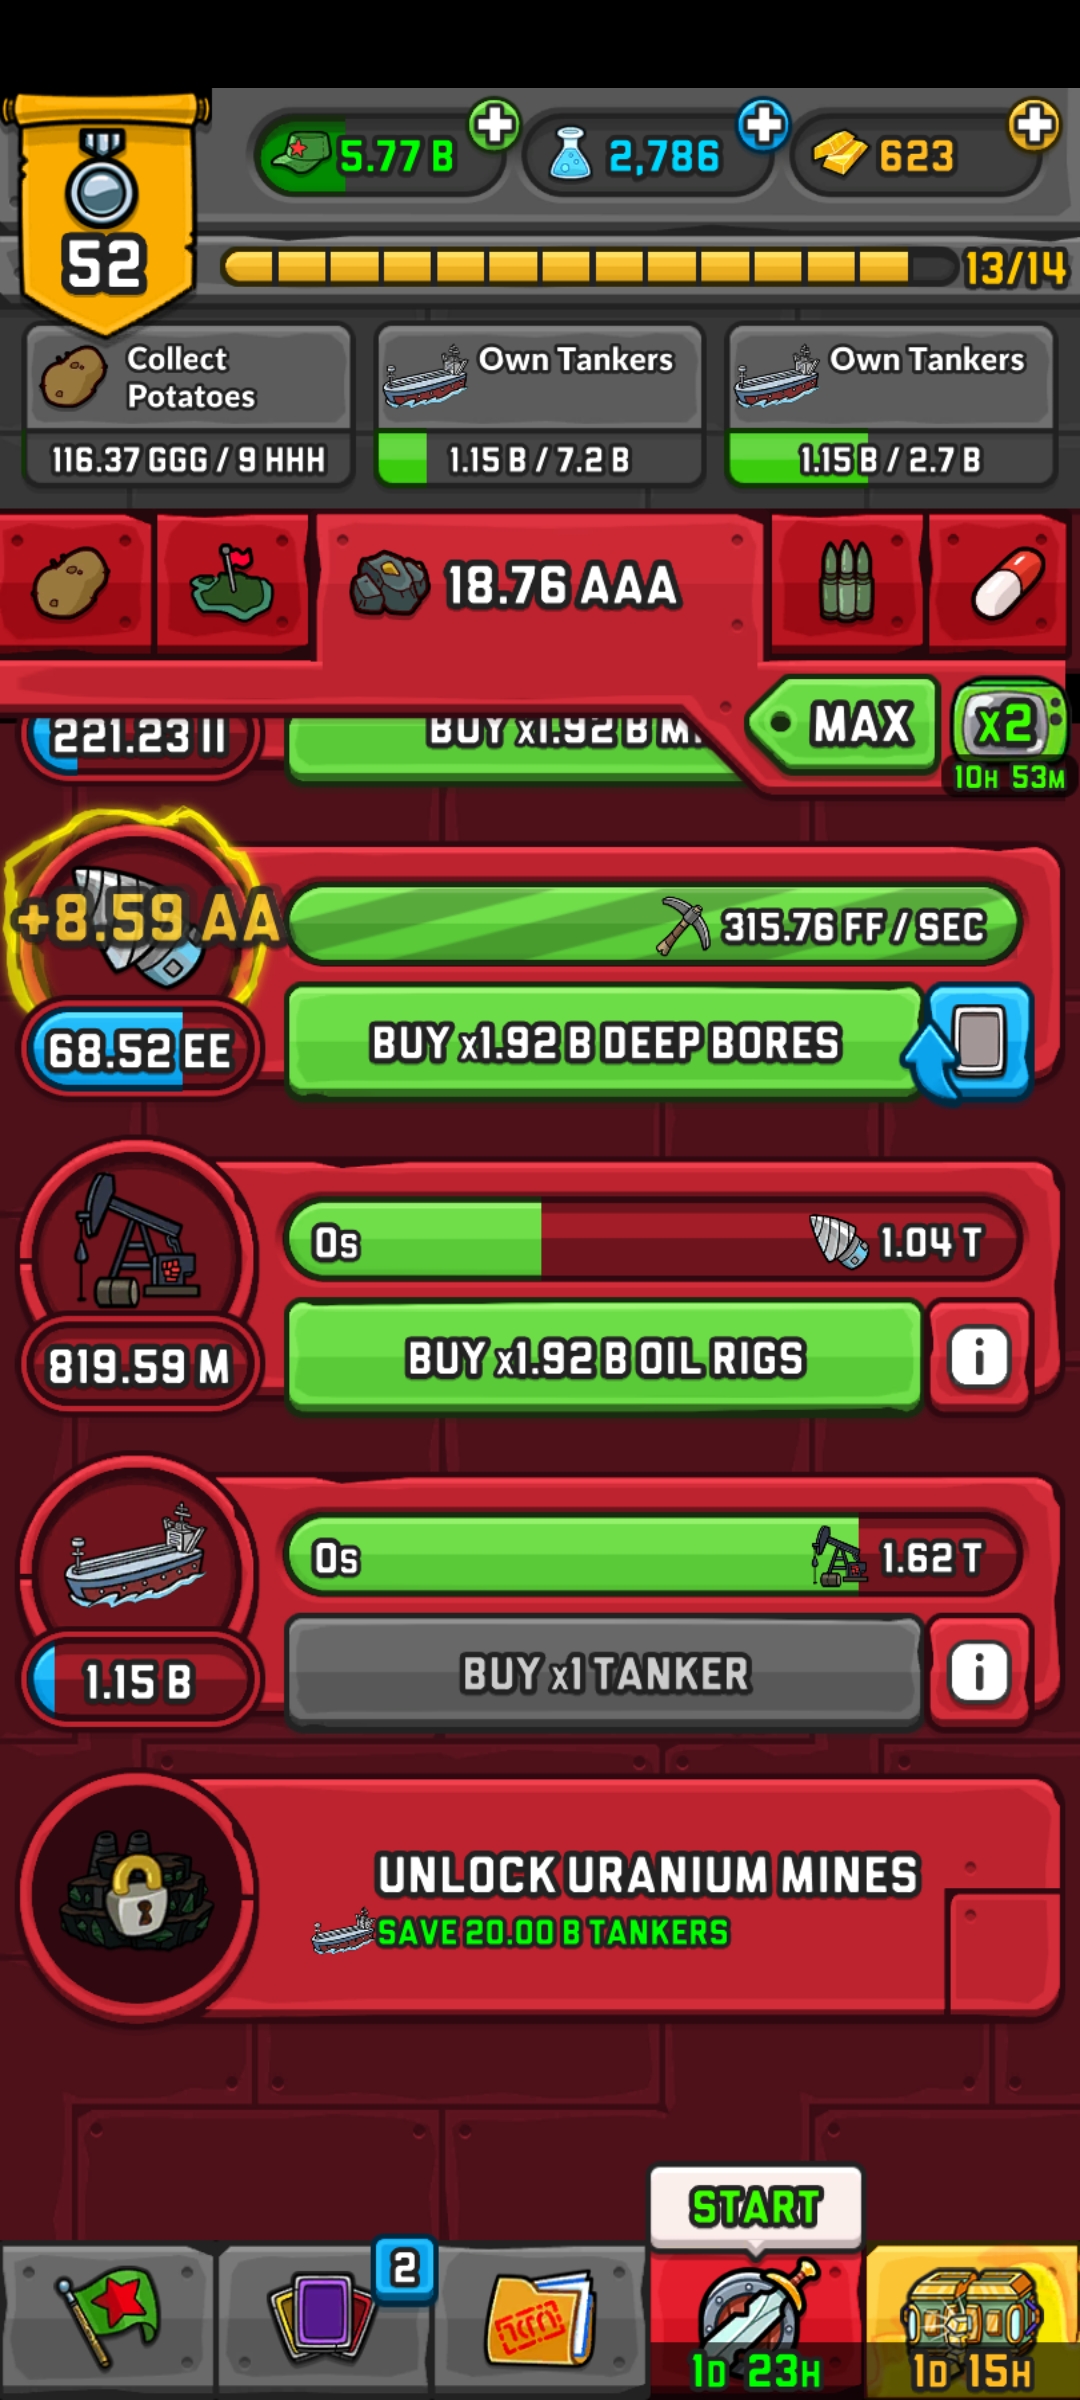 52
5.77 B
2,786
623
13/14
Collect
Potatoes
116.37 GGG / 9 HHH
Own Tankers
1.15 B / 7.2 B
Own Tankers
1.15 B / 2.7 B
18.76 AAA
MAX
x2
10H 53M
221.23 II
BUY x1.92 B M
+8.59 AA
315.76 FF / SEC
68.52 EE
BUY x1.92 B DEEP BORES
0s
1.04 T
819.59 M
BUY x1.92 B OIL RIGS
i
0s
1.62 T
1.15 B
BUY x1 TANKER
i
UNLOCK URANIUM MINES
SAVE 20.00 B TANKERS
START
2
1D 23H
1D 15H